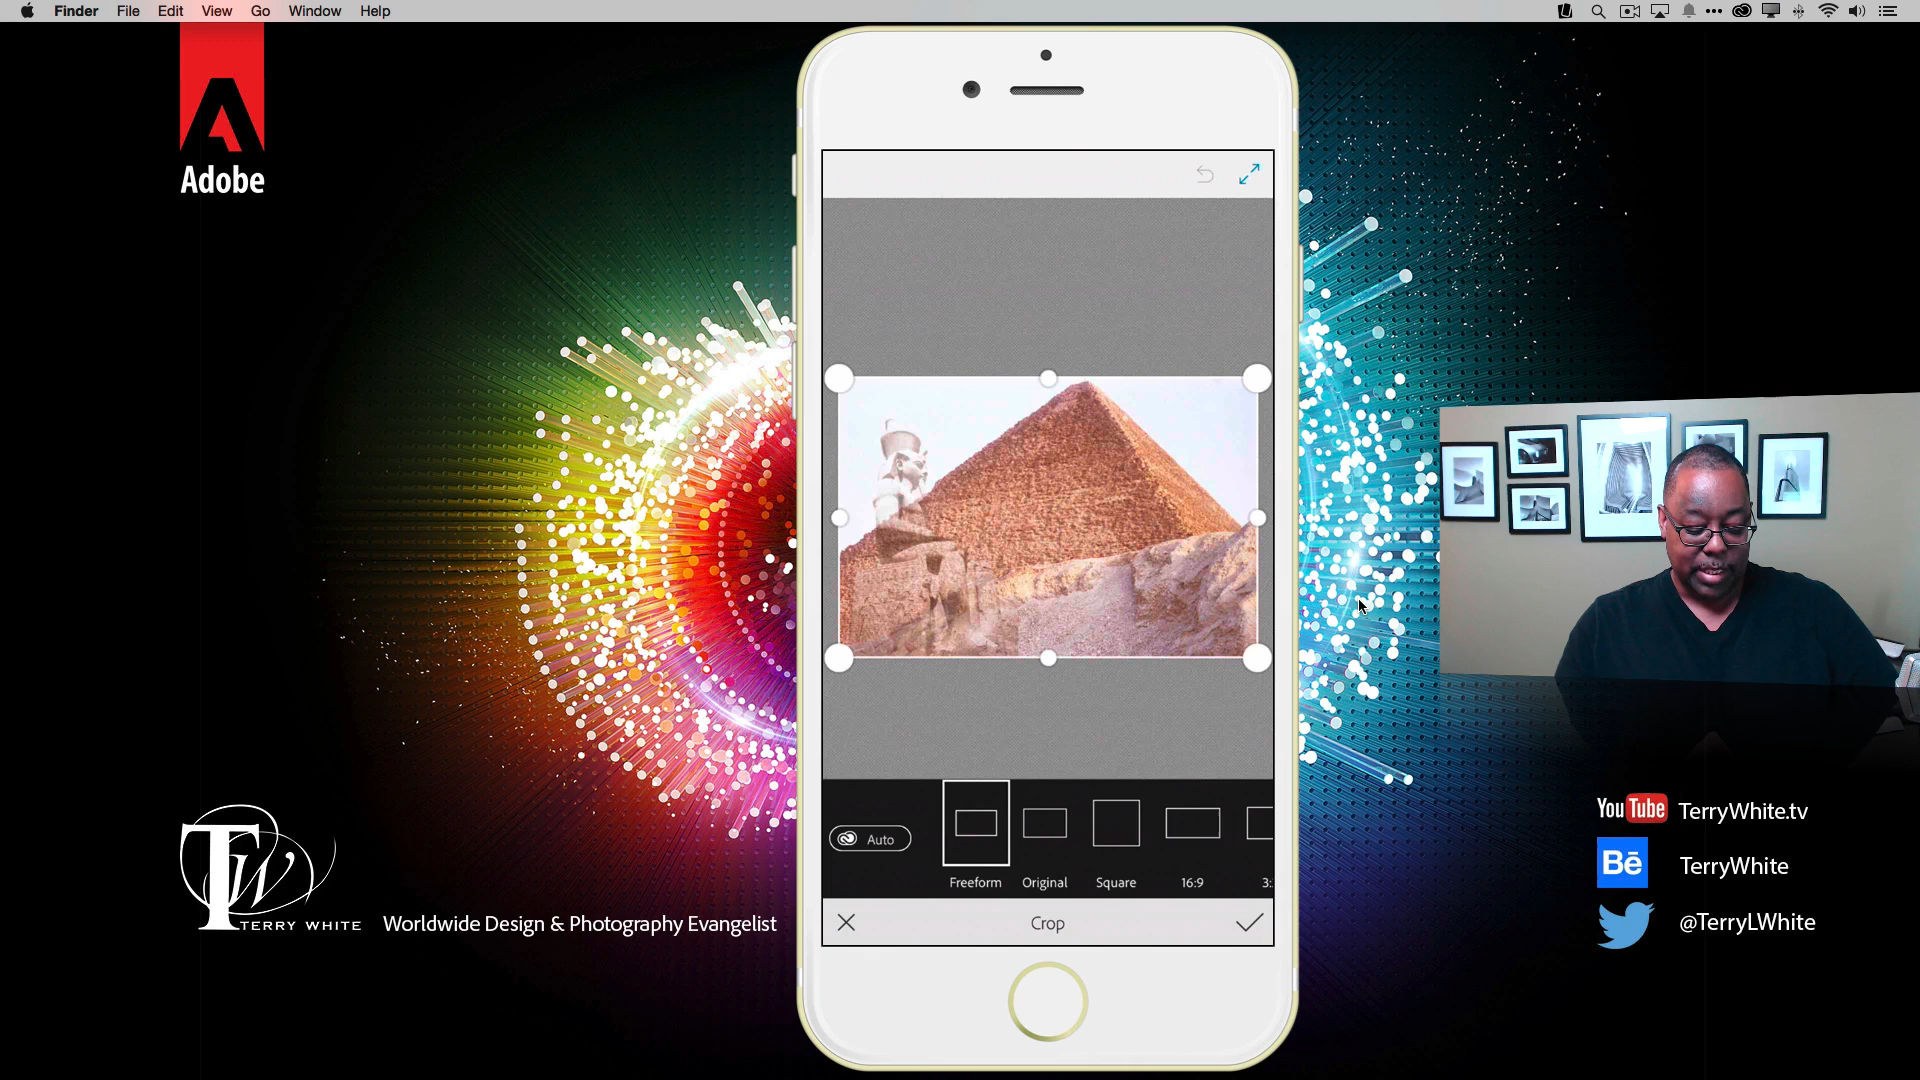 Finder File Edit View Go Window Help
Adobe
Auto
Freeform Original Square 16:9 3:
Crop
TERRY WHITE
Worldwide Design & Photography Evangelist
YouTube TerryWhite.tv
Bē TerryWhite
@TerryLWhite